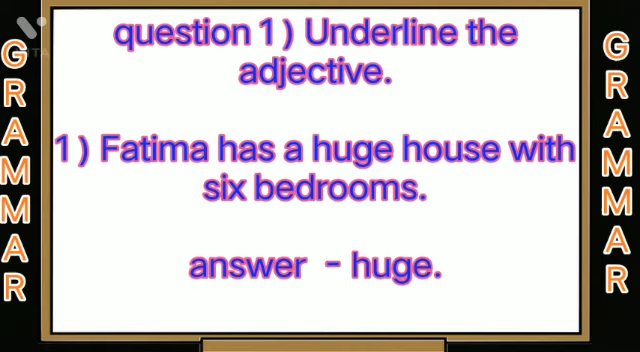 question 1) Underline the
adjective.
1) Fatima has a huge house with
six bedrooms.
answer - huge.
GRAMMAR
GRAMMAR